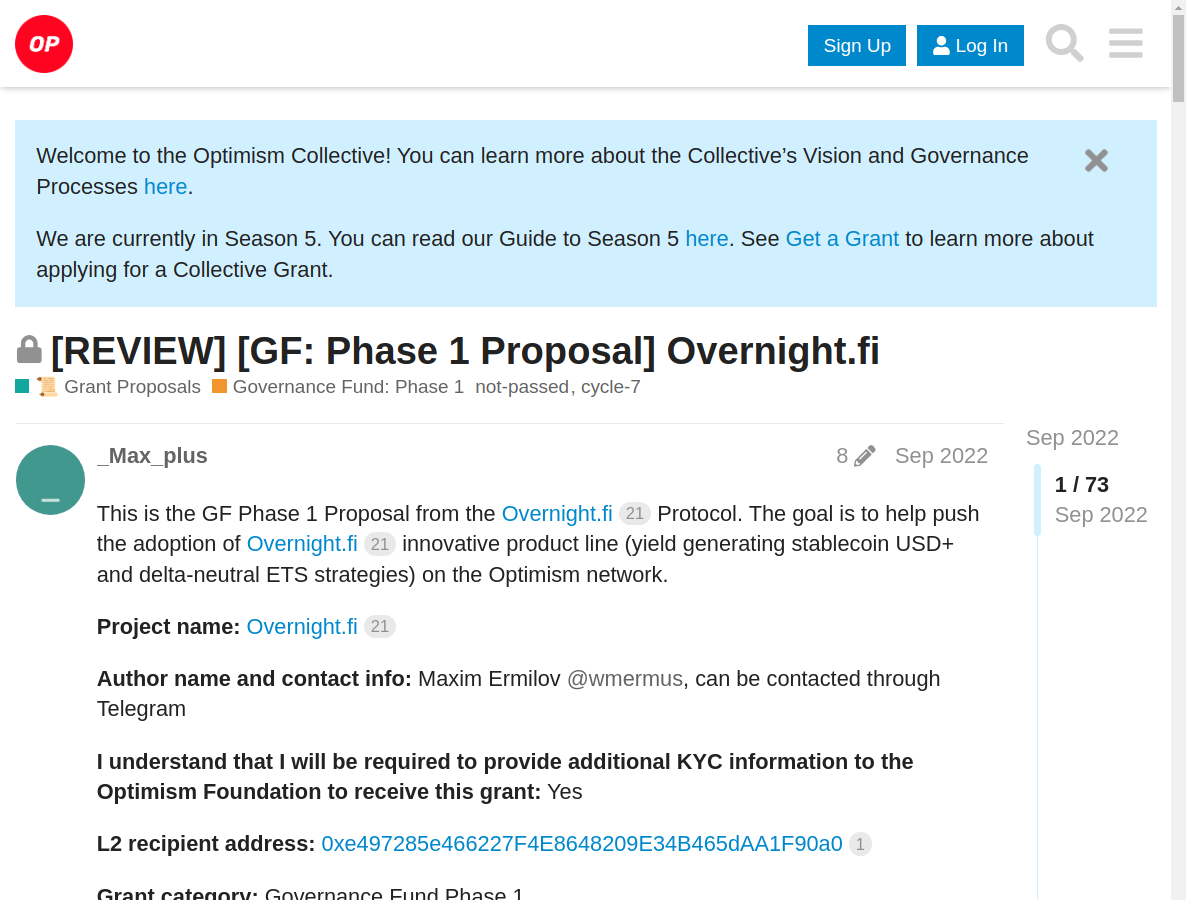 OP
Sign Up
Log In
Welcome to the Optimism Collective! You can learn more about the Collective’s Vision and Governance
Processes here.
We are currently in Season 5. You can read our Guide to Season 5 here. See Get a Grant to learn more about
applying for a Collective Grant.
[REVIEW] [GF: Phase 1 Proposal] Overnight.fi
📜 Grant Proposals Governance Fund: Phase 1 not-passed, cycle-7
_Max_plus 8 Sep 2022
This is the GF Phase 1 Proposal from the Overnight.fi 21 Protocol. The goal is to help push
the adoption of Overnight.fi 21 innovative product line (yield generating stablecoin USD+
and delta-neutral ETS strategies) on the Optimism network.
Project name: Overnight.fi 21
Author name and contact info: Maxim Ermilov @wmermus, can be contacted through
Telegram
I understand that I will be required to provide additional KYC information to the
Optimism Foundation to receive this grant: Yes
L2 recipient address: 0xe497285e466227F4E8648209E34B465dAA1F90a0 1
Grant category: Governance Fund Phase 1
Sep 2022
1 / 73
Sep 2022